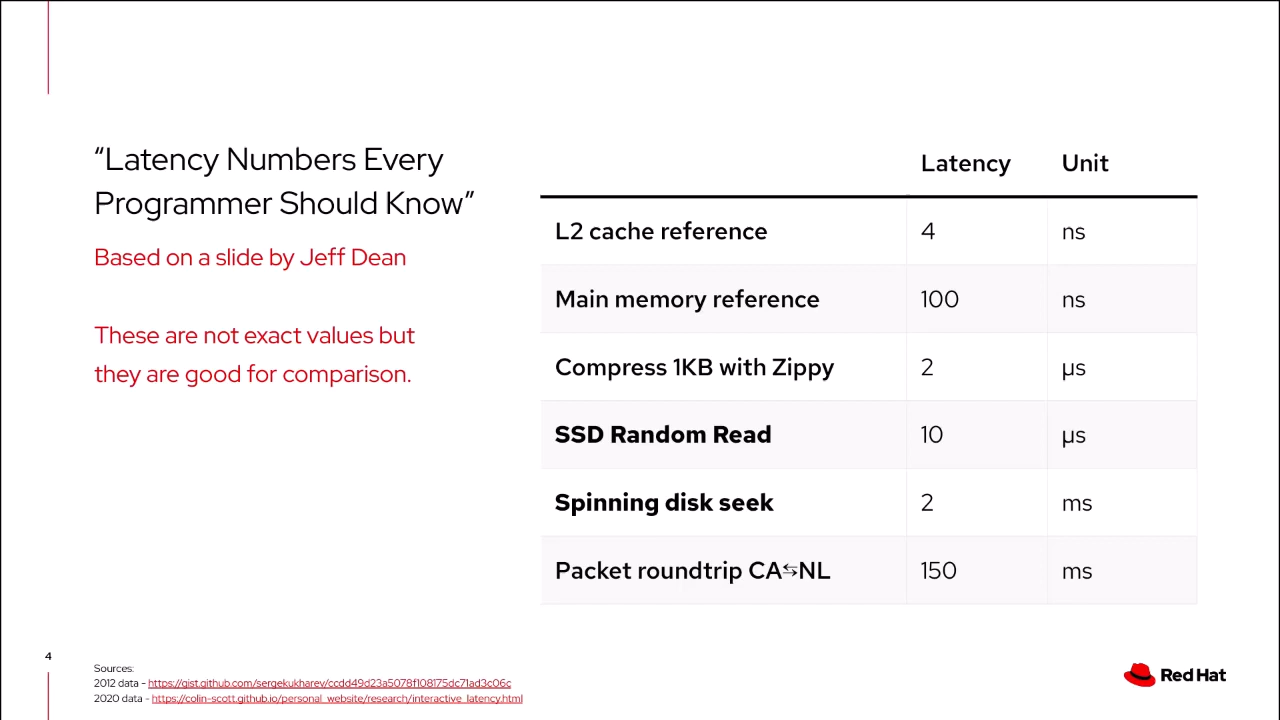 “Latency Numbers Every
Programmer Should Know”
Based on a slide by Jeff Dean
These are not exact values but
they are good for comparison.
Latency Unit
L2 cache reference 4 ns
Main memory reference 100 ns
Compress 1KB with Zippy 2 µs
SSD Random Read 10 µs
Spinning disk seek 2 ms
Packet roundtrip CA⇆NL 150 ms
4
Sources:
2012 data - https://gist.github.com/sergekukharev/ccdd49d23a5078f108175dc71ad3c06c
2020 data - https://colin-scott.github.io/personal_website/research/interactive_latency.html
Red Hat